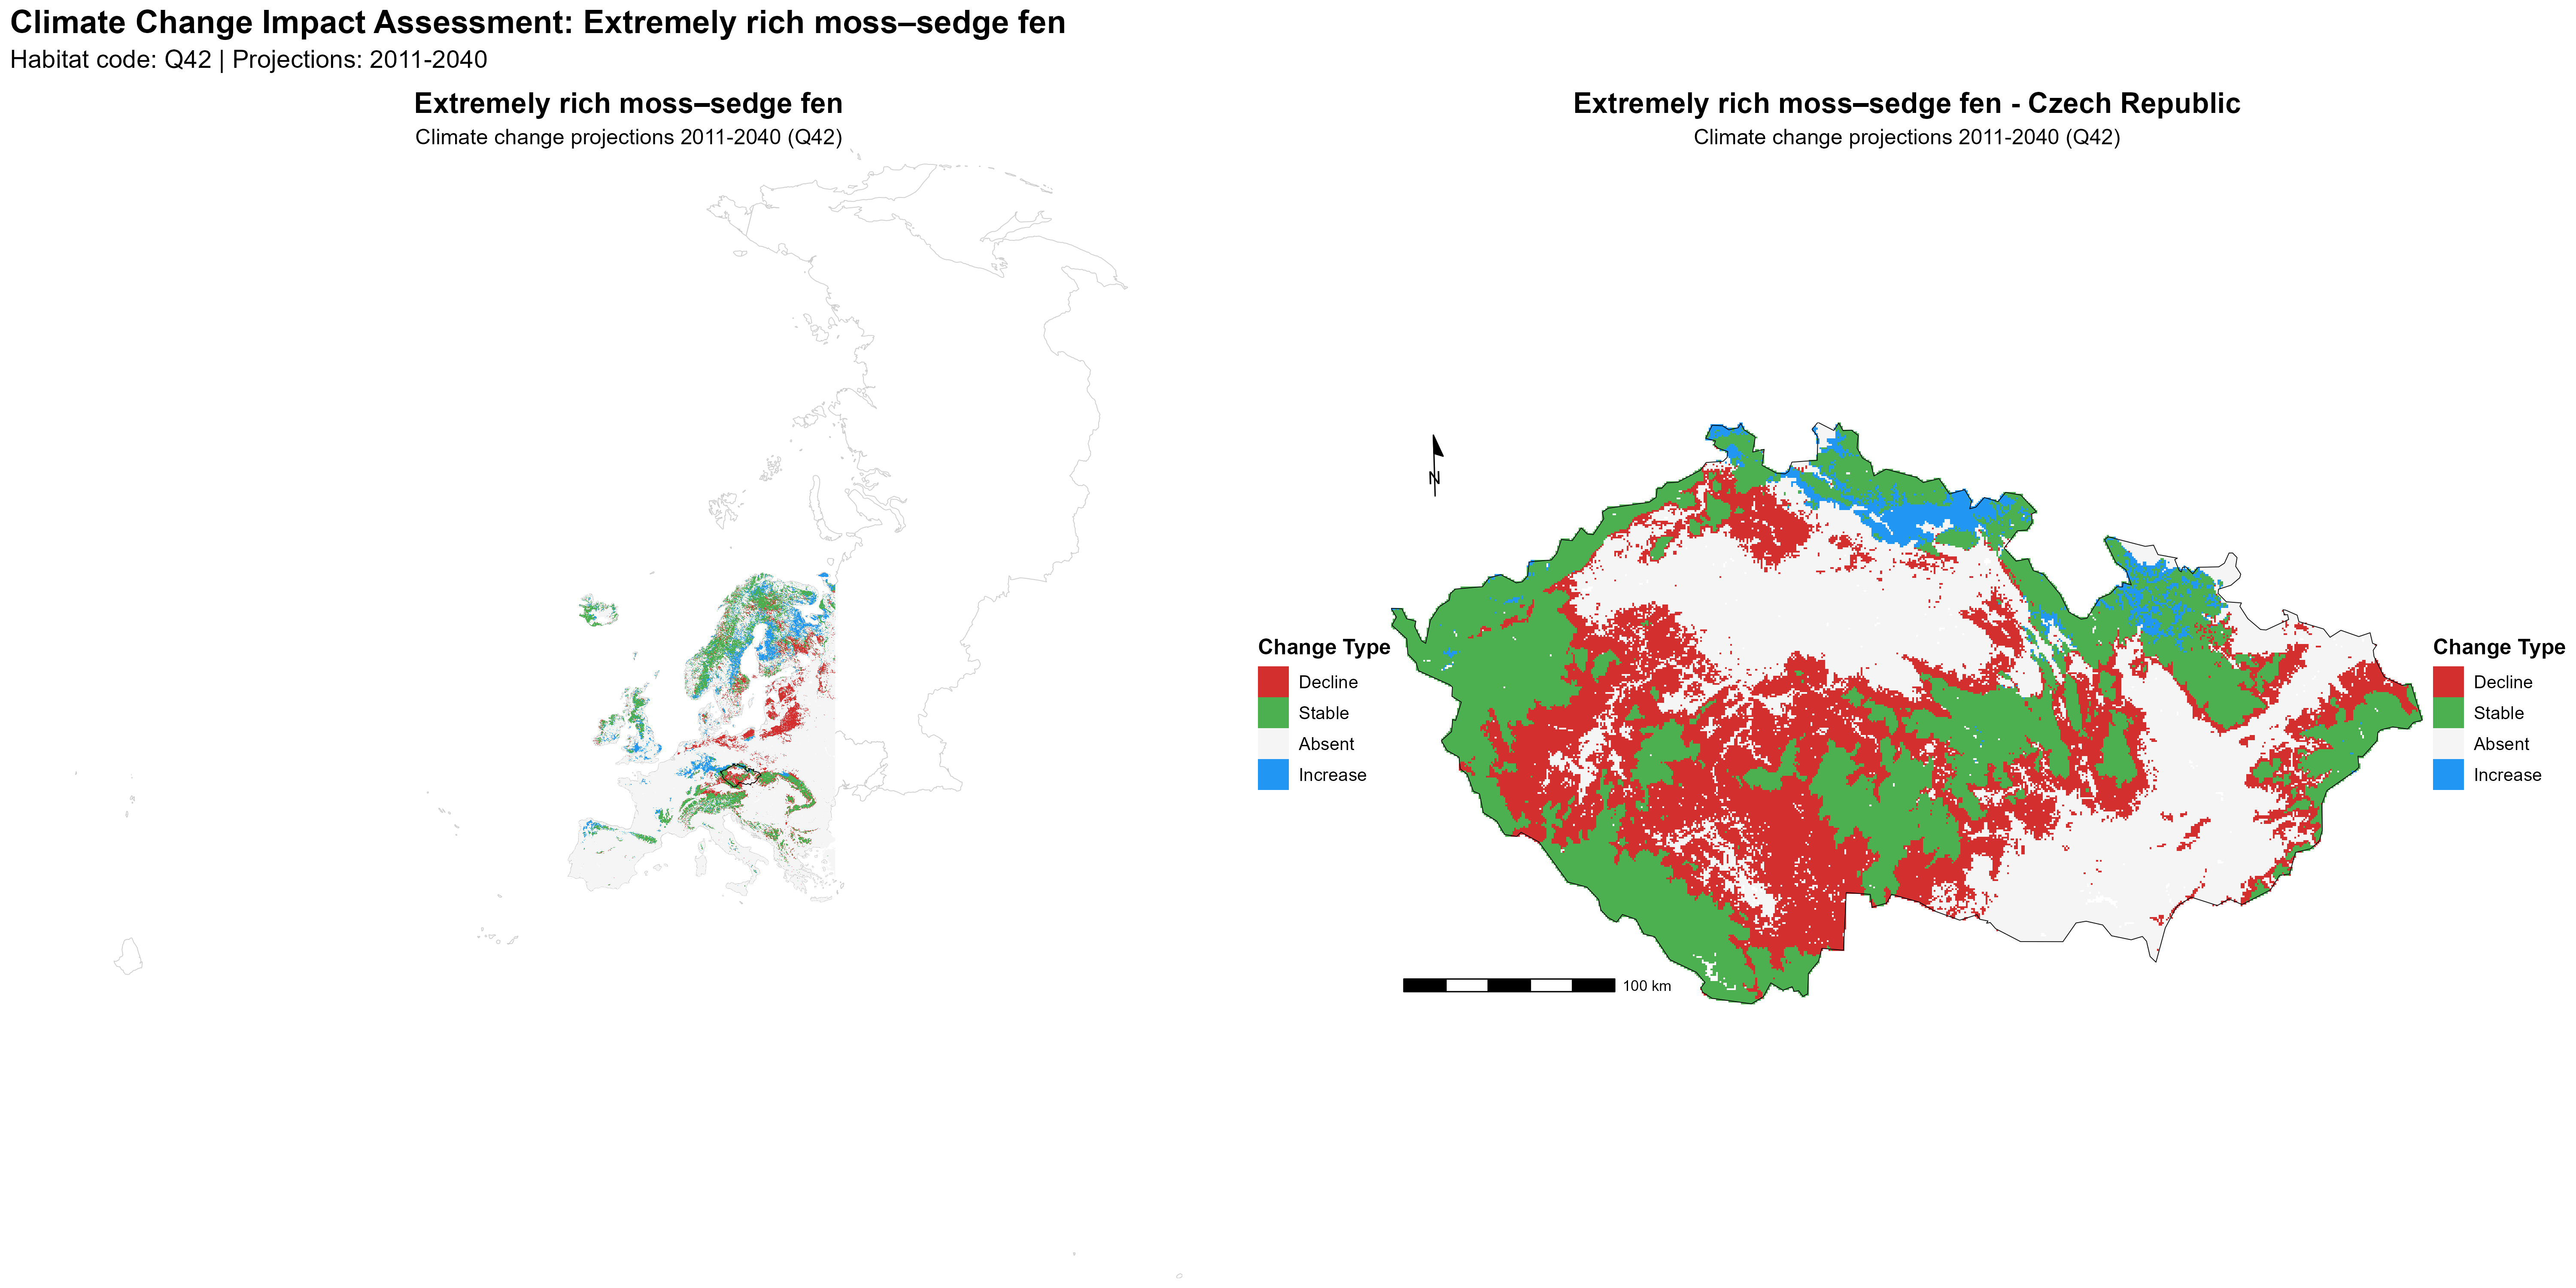 Climate Change Impact Assessment: Extremely rich moss–sedge fen
Habitat code: Q42 | Projections: 2011-2040
Extremely rich moss–sedge fen
Climate change projections 2011-2040 (Q42)
Change Type
Decline
Stable
Absent
Increase
Extremely rich moss–sedge fen - Czech Republic
Climate change projections 2011-2040 (Q42)
N
100 km
Change Type
Decline
Stable
Absent
Increase